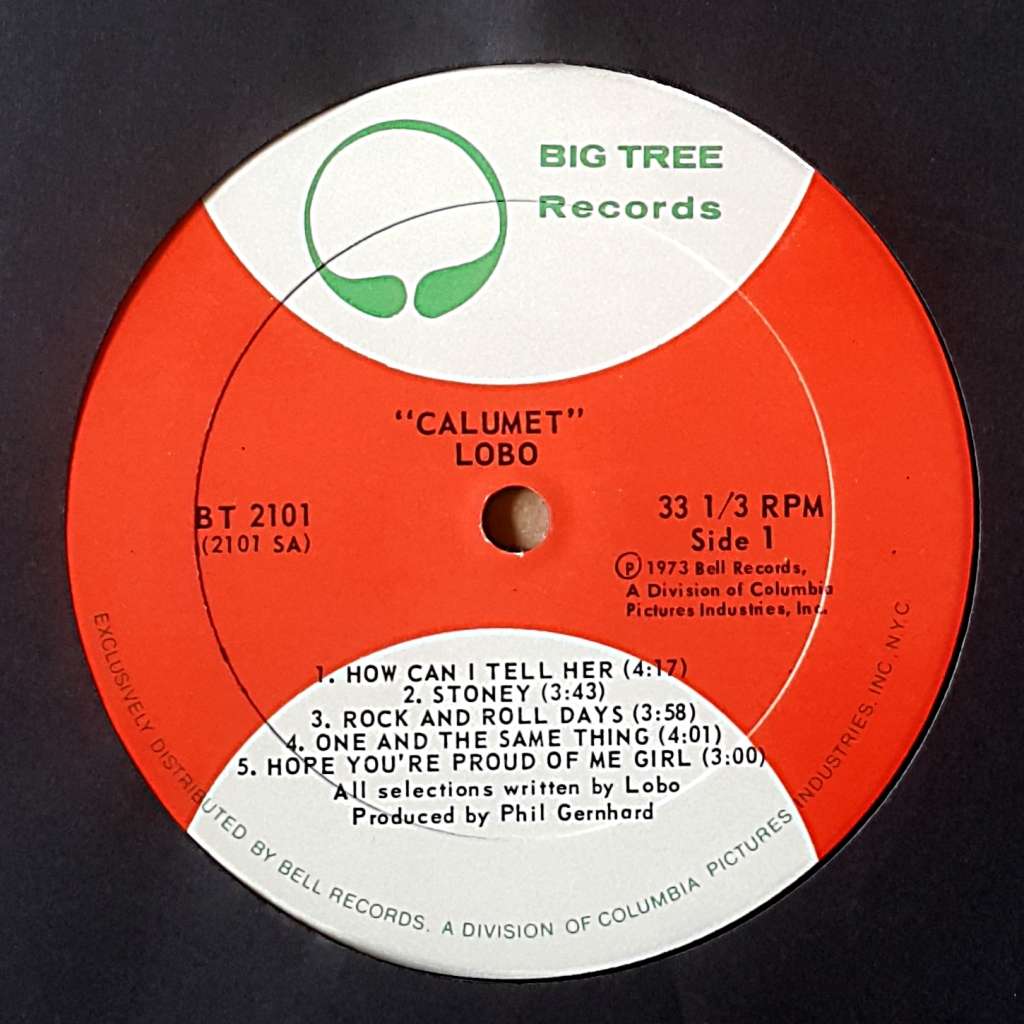 BIG TREE
Records
“CALUMET”
LOBO
BT 2101
(2101 SA)
33 1/3 RPM
Side 1
Ⓟ 1973 Bell Records,
A Division of Columbia
Pictures Industries, Inc.
1. HOW CAN I TELL HER (4:17)
2. STONEY (3:43)
3. ROCK AND ROLL DAYS (3:58)
4. ONE AND THE SAME THING (4:01)
5. HOPE YOU'RE PROUD OF ME GIRL (3:00)
All selections written by Lobo
Produced by Phil Gernhard
EXCLUSIVELY DISTRIBUTED BY BELL RECORDS. A DIVISION OF COLUMBIA PICTURES INDUSTRIES. INC. N.Y.C.